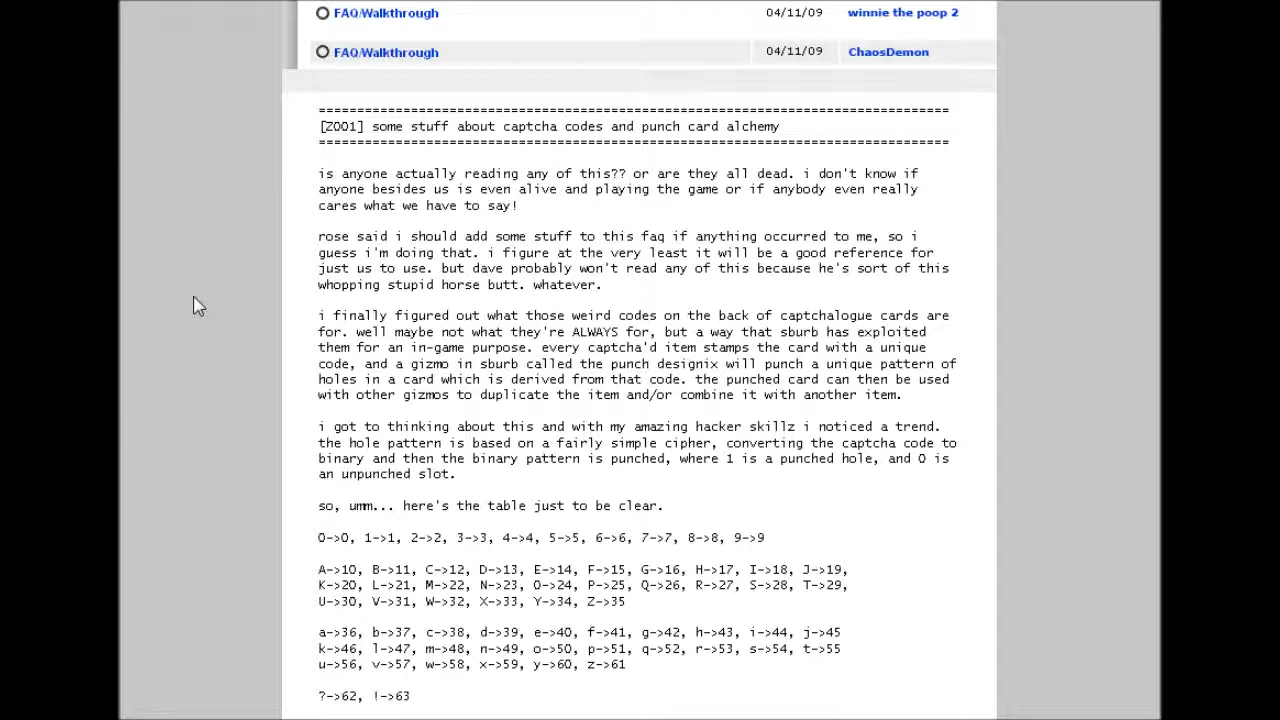 FAQ/Walkthrough 04/11/09 winnie the poop 2
FAQ/Walkthrough 04/11/09 ChaosDemon
==================================================================================
[Z001] some stuff about captcha codes and punch card alchemy
==================================================================================
is anyone actually reading any of this?? or are they all dead. i don't know if
anyone besides us is even alive and playing the game or if anybody even really
cares what we have to say!
rose said i should add some stuff to this faq if anything occurred to me, so i
guess i'm doing that. i figure at the very least it will be a good reference for
just us to use. but dave probably won't read any of this because he's sort of this
whopping stupid horse butt. whatever.
i finally figured out what those weird codes on the back of captchalogue cards are
for. well maybe not what they're ALWAYS for, but a way that sburb has exploited
them for an in-game purpose. every captcha'd item stamps the card with a unique
code, and a gizmo in sburb called the punch designix will punch a unique pattern of
holes in a card which is derived from that code. the punched card can then be used
with other gizmos to duplicate the item and/or combine it with another item.
i got to thinking about this and with my amazing hacker skillz i noticed a trend.
the hole pattern is based on a fairly simple cipher, converting the captcha code to
binary and then the binary pattern is punched, where 1 is a punched hole, and 0 is
an unpunched slot.
so, umm... here's the table just to be clear.
0->0, 1->1, 2->2, 3->3, 4->4, 5->5, 6->6, 7->7, 8->8, 9->9
A->10, B->11, C->12, D->13, E->14, F->15, G->16, H->17, I->18, J->19,
K->20, L->21, M->22, N->23, O->24, P->25, Q->26, R->27, S->28, T->29,
U->30, V->31, W->32, X->33, Y->34, Z->35
a->36, b->37, c->38, d->39, e->40, f->41, g->42, h->43, i->44, j->45
k->46, l->47, m->48, n->49, o->50, p->51, q->52, r->53, s->54, t->55
u->56, v->57, w->58, x->59, y->60, z->61
?->62, !->63